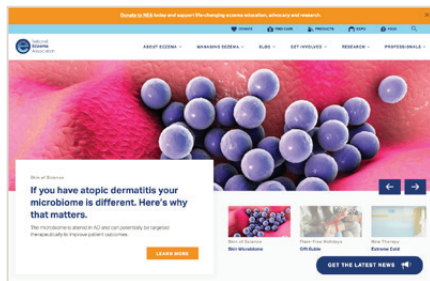 Donate to NEA today and support life-changing eczema education, advocacy and research.
DONATE FIND CARE PRODUCTS EXPO
National
Eczema
Association
ABOUT ECZEMA MANAGING ECZEMA BLOG GET INVOLVED RESEARCH PROFESSIONALS
Skin of Science
If you have atopic dermatitis your
microbiome is different. Here's why
that matters.
The microbiome is altered in AD and can potentially be targeted
therapeutically to improve patient outcomes.
LEARN MORE
Skin of Science
Skin Microbiome
Flare-Free Holidays
Gift Guide
New Therapy
Extreme Cold
GET THE LATEST NEWS